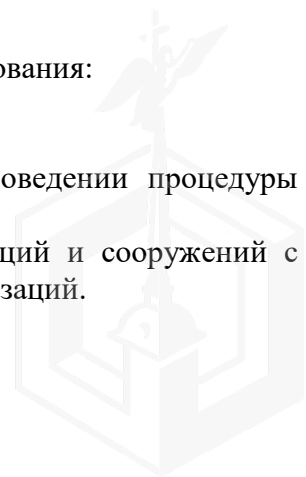 ования:
оведении процедуры
ций и сооружений с
заций.